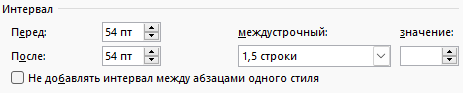 Интервал
Перед: 54 пт междустрочный: значение:
После: 54 пт 1,5 строки
Не добавлять интервал между абзацами одного стиля